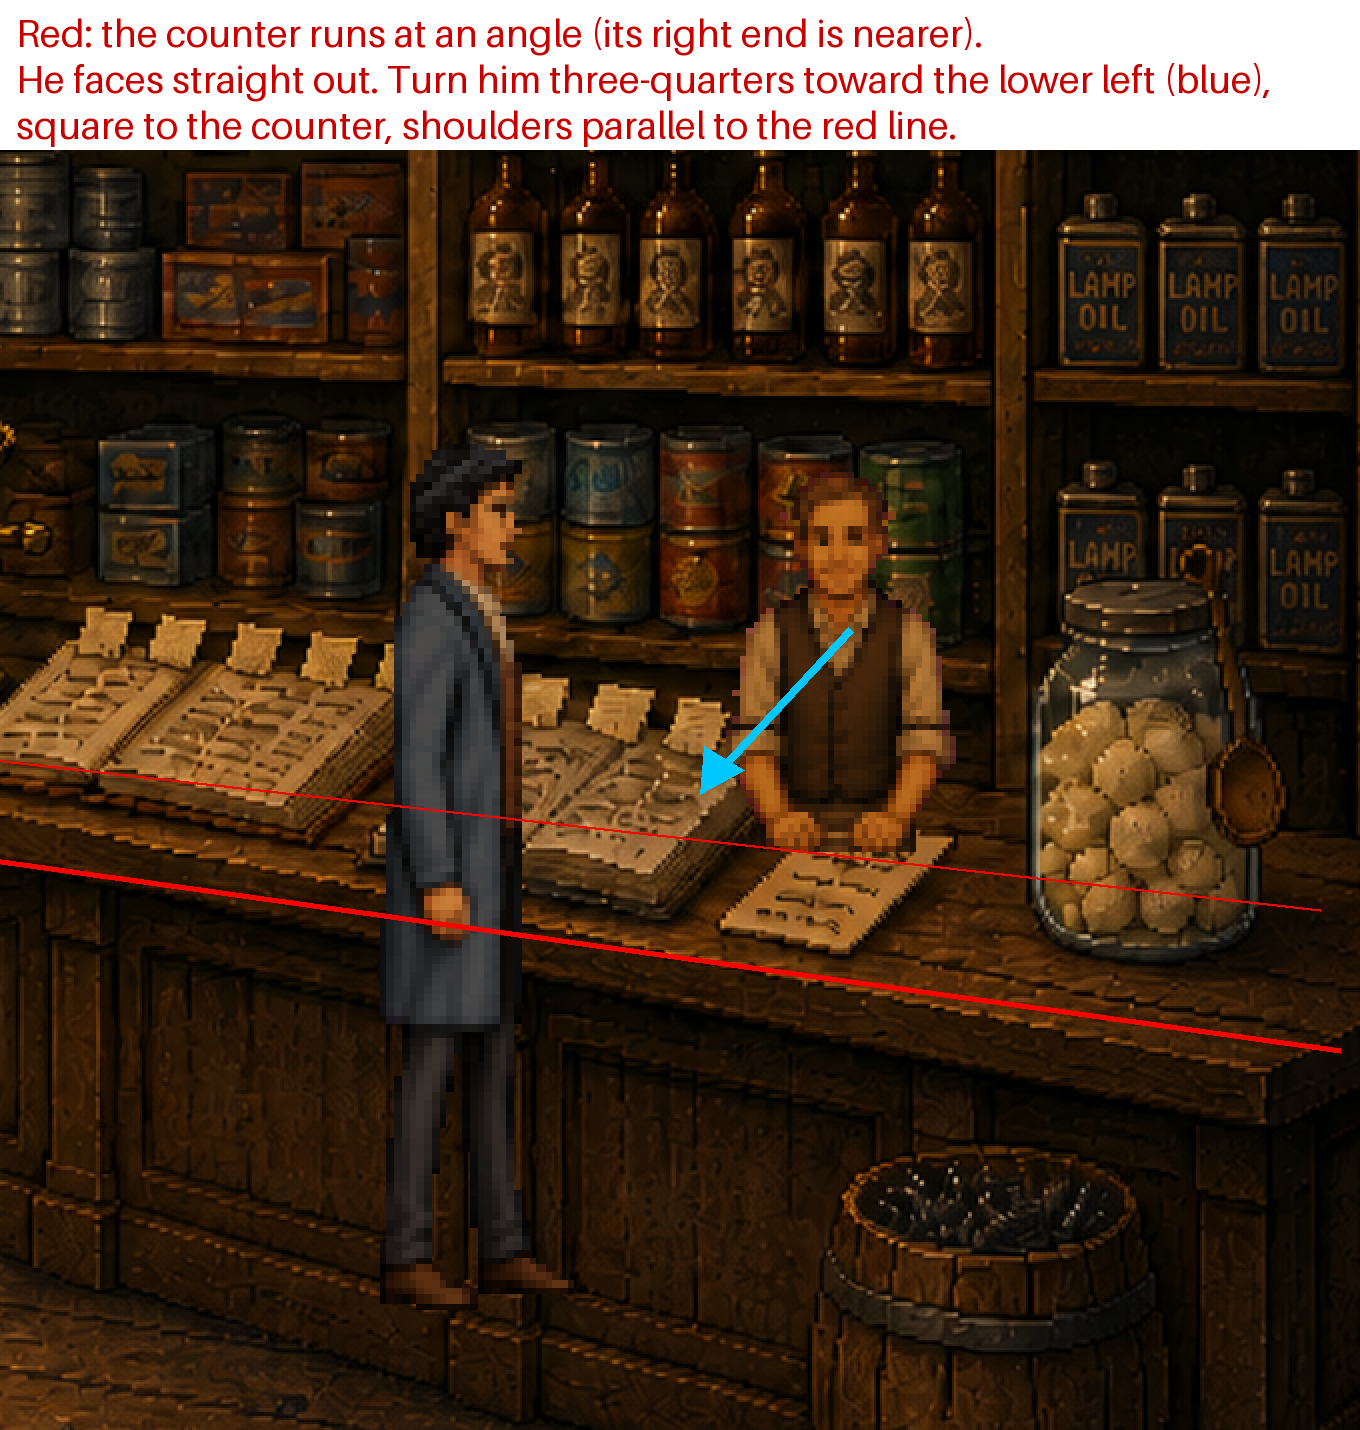 Red: the counter runs at an angle (its right end is nearer).
He faces straight out. Turn him three-quarters toward the lower left (blue),
square to the counter, shoulders parallel to the red line.
LAMP OIL
LAMP OIL
LAMP OIL
LAMP
LAMP OIL